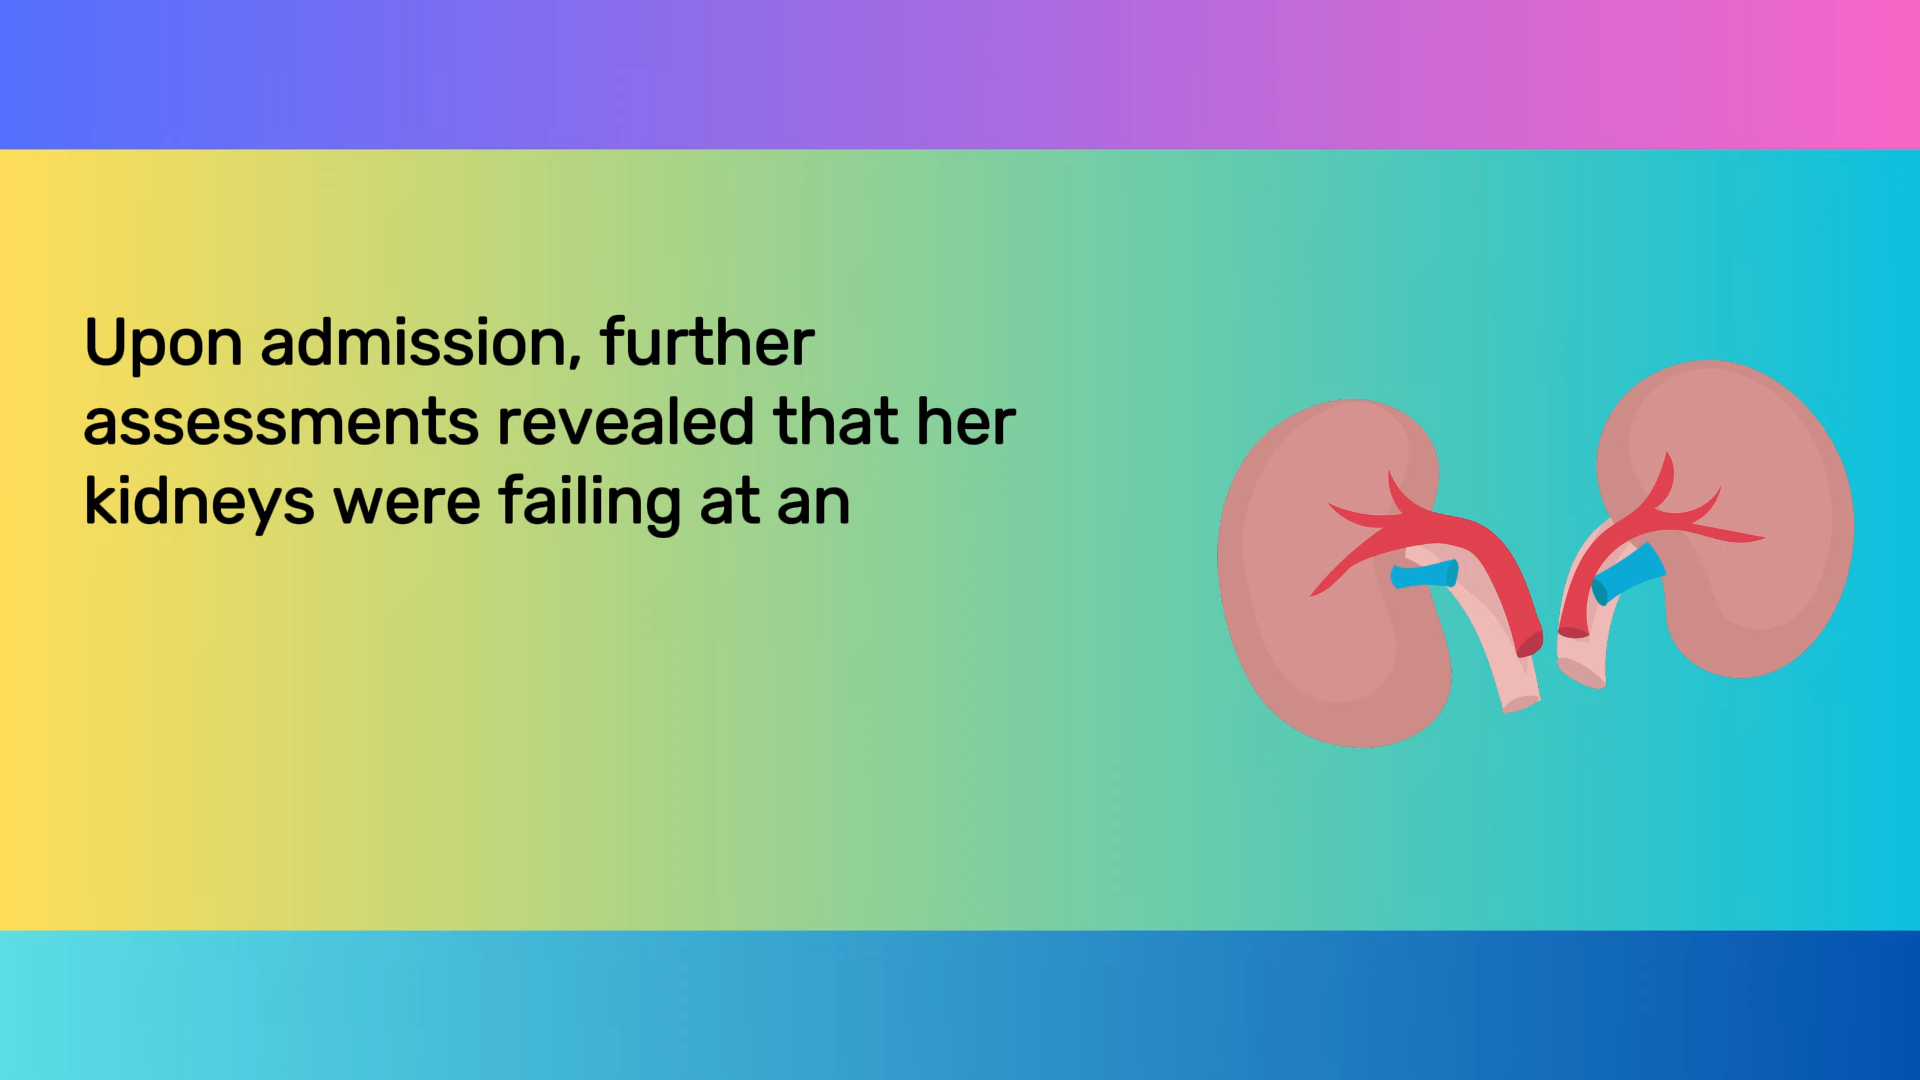 Upon admission, further
assessments revealed that her
kidneys were failing at an